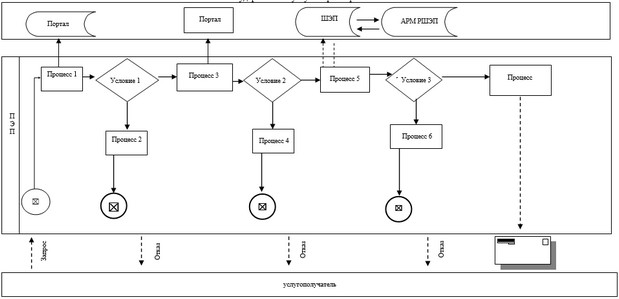 Портал
Портал
ШЭП
АРМ РШЭП
ПЭП
Процесс 1
Условие 1
Процесс 3
Условие 2
Процесс 5
Условие 3
Процесс
Процесс 2
Процесс 4
Процесс 6
Запрос
Отказ
Отказ
Отказ
услугополучатель